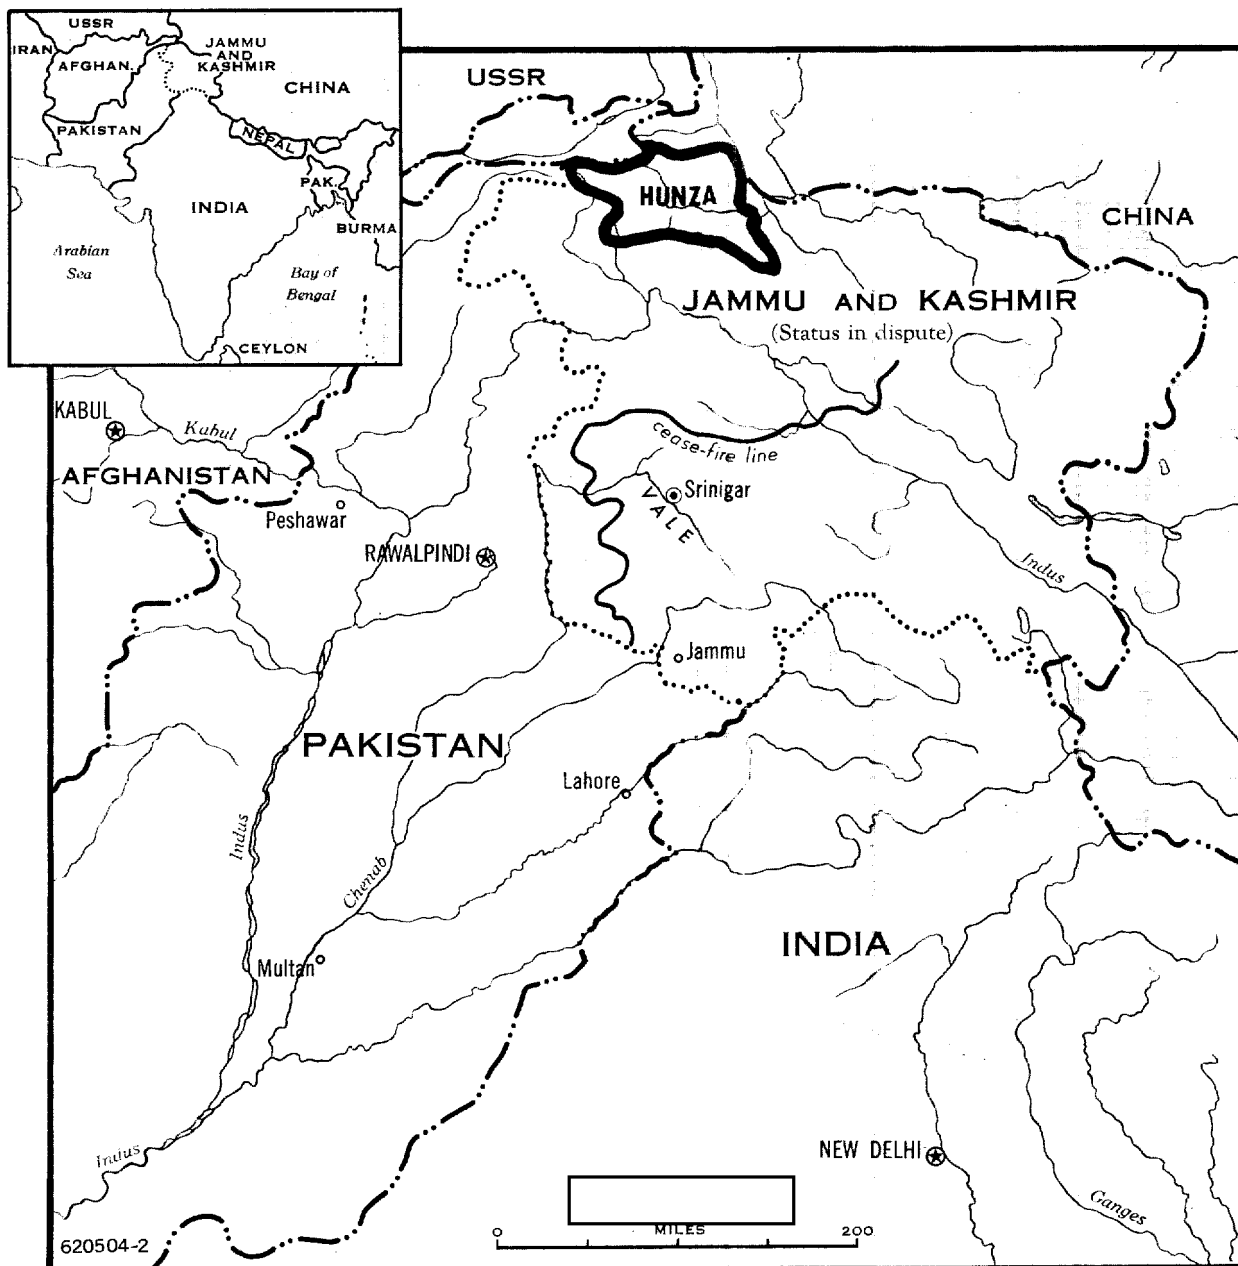 USSR
IRAN
AFGHAN.
JAMMU
AND
KASHMIR
CHINA
PAKISTAN
NEPAL
PAK.
INDIA
BURMA
Arabian
Sea
Bay of
Bengal
CEYLON
USSR
HUNZA
CHINA
JAMMU AND KASHMIR
(Status in dispute)
KABUL
Kabul
cease-fire line
AFGHANISTAN
Srinigar
VALE
Peshawar
RAWALPINDI
Indus
Jammu
PAKISTAN
Lahore
Indus
Chenab
INDIA
Multan
NEW DELHI
Indus
Ganges
MILES
0 200
620504-2